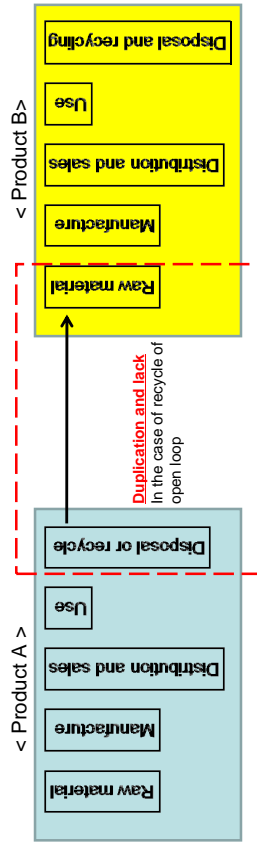 < Product A >
Raw material
Manufacture
Distribution and sales
Use
Disposal or recycle
Duplication and lack
In the case of recycle of
open loop
< Product B>
Raw material
Manufacture
Distribution and sales
Use
Disposal and recycling